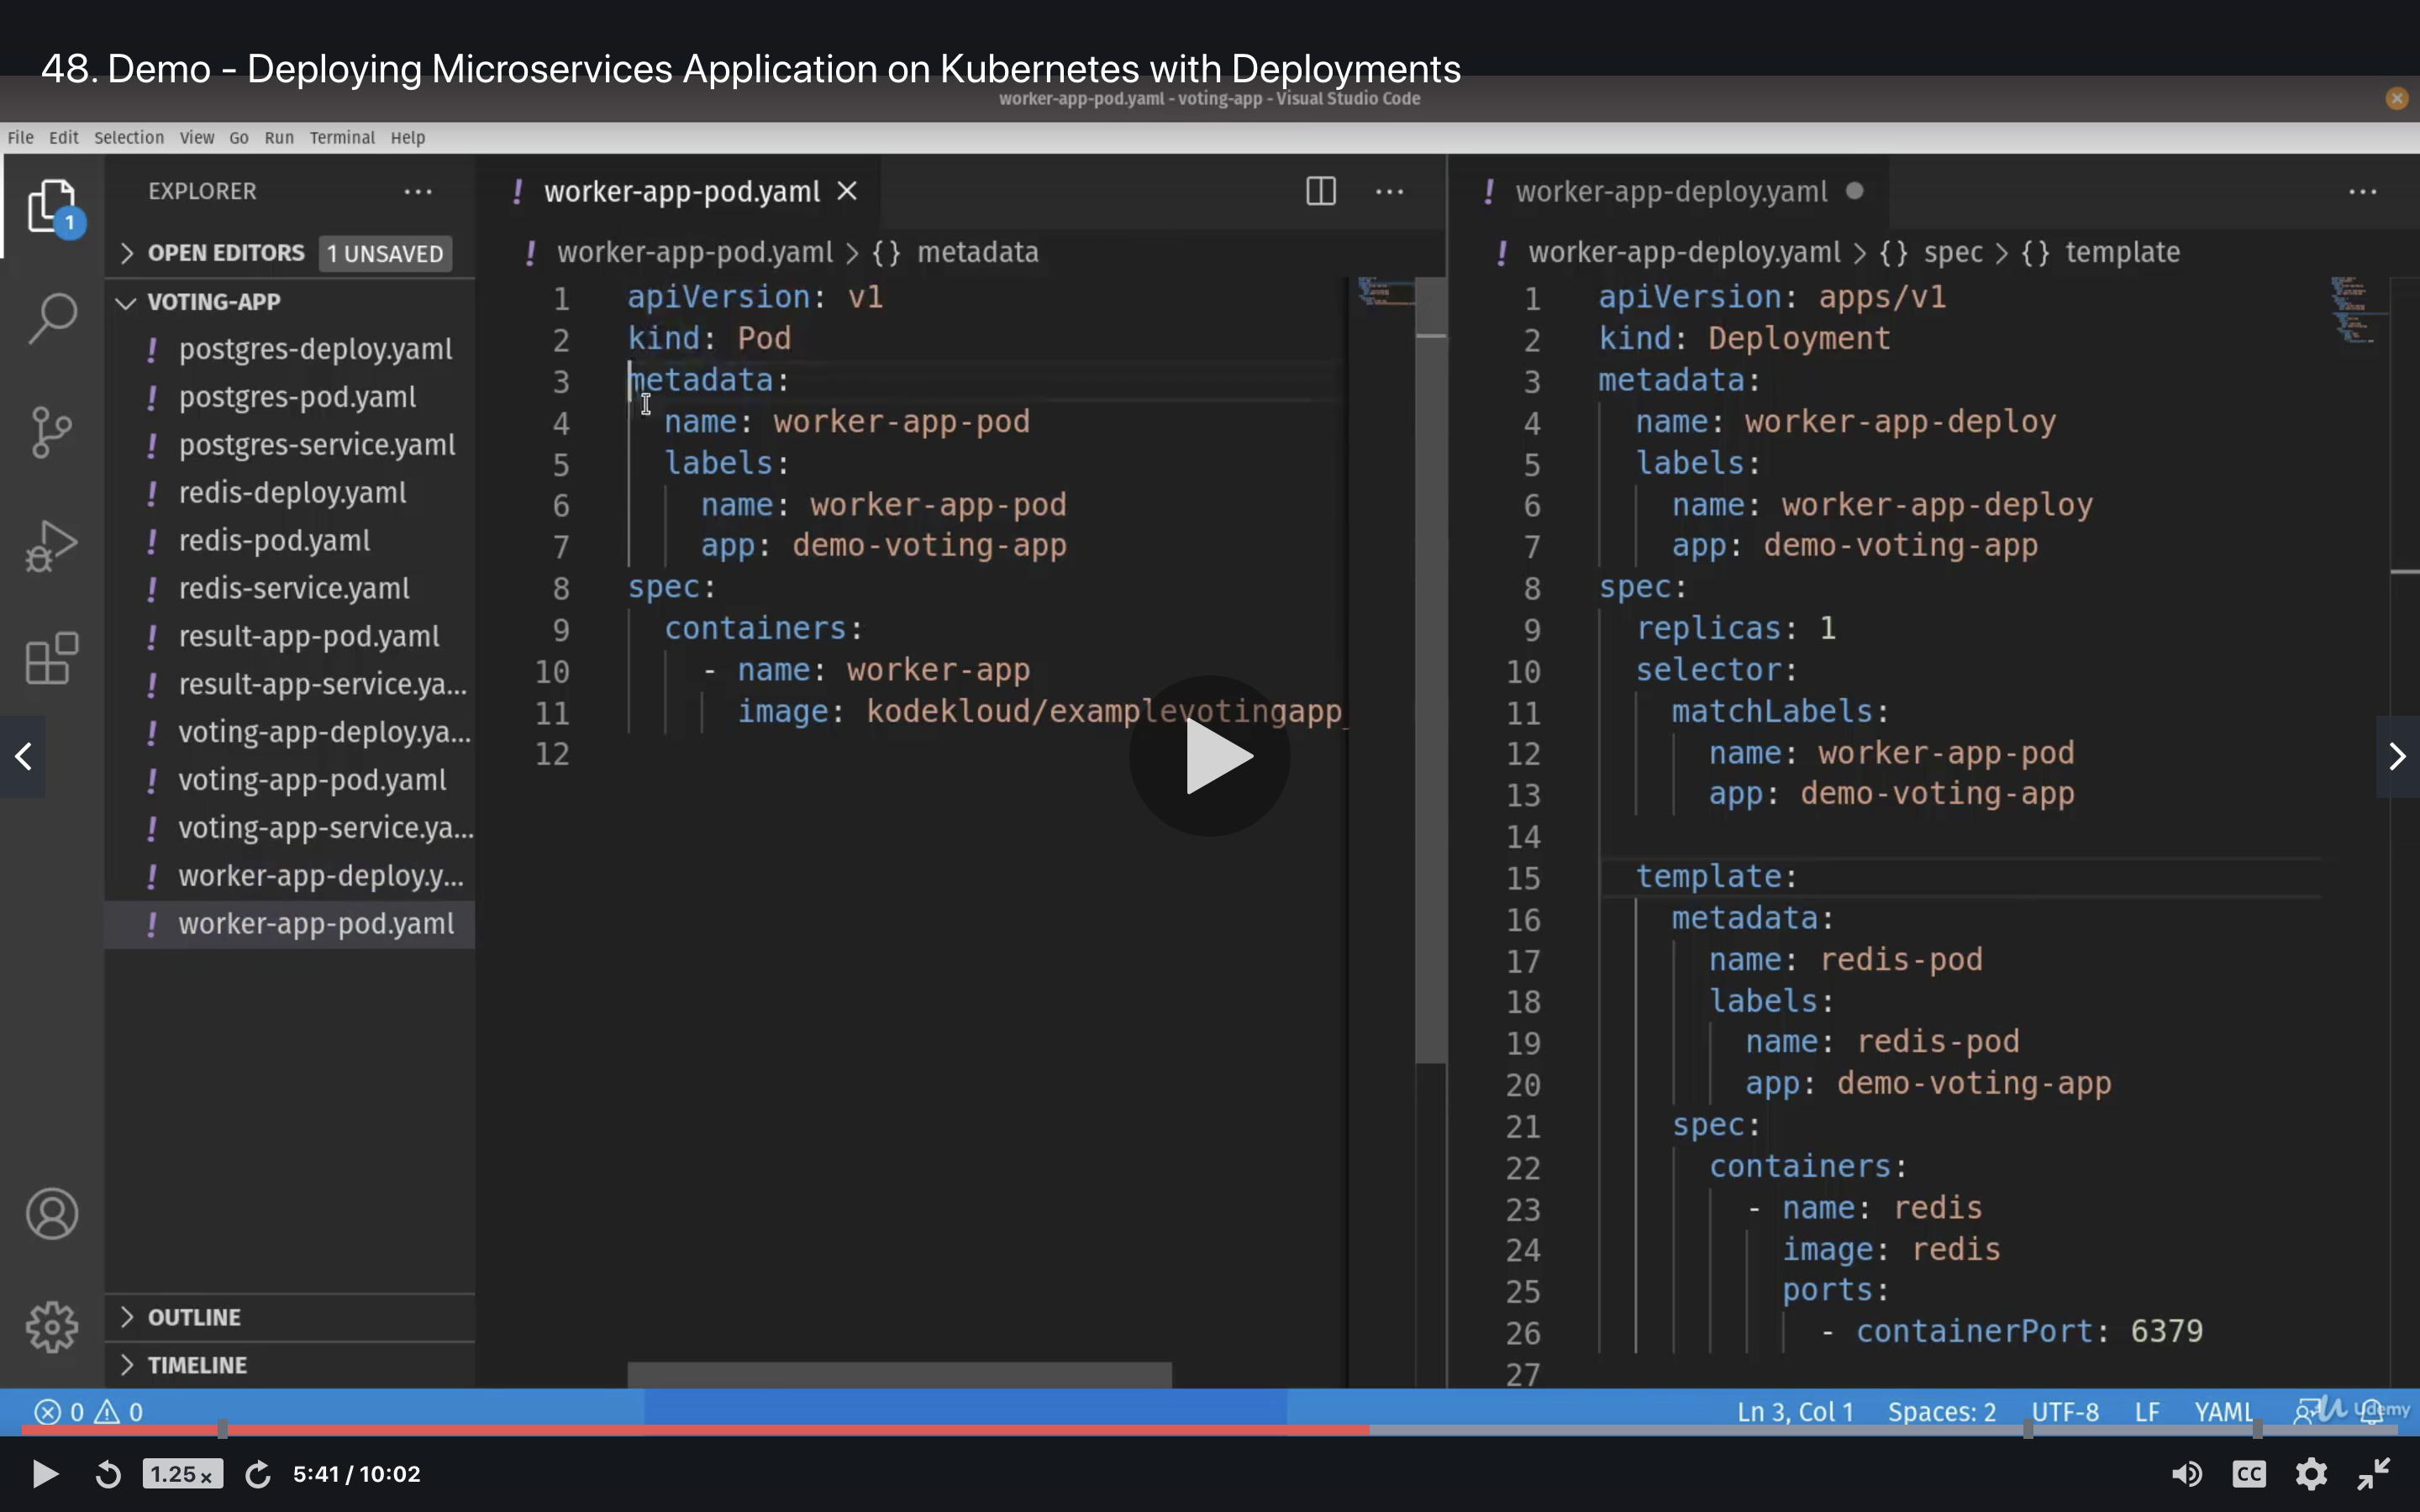 48. Demo - Deploying Microservices Application on Kubernetes with Deployments
worker-app-pod.yaml - voting-app - Visual Studio Code
File Edit Selection View Go Run Terminal Help
EXPLORER
1
OPEN EDITORS 1 UNSAVED
VOTING-APP
! postgres-deploy.yaml
! postgres-pod.yaml
! postgres-service.yaml
! redis-deploy.yaml
! redis-pod.yaml
! redis-service.yaml
! result-app-pod.yaml
! result-app-service.ya...
! voting-app-deploy.ya...
! voting-app-pod.yaml
! voting-app-service.ya...
! worker-app-deploy.y...
! worker-app-pod.yaml
OUTLINE
TIMELINE
! worker-app-pod.yaml
! worker-app-pod.yaml > {} metadata
1 apiVersion: v1
2 kind: Pod
3 metadata:
4 name: worker-app-pod
5 labels:
6 name: worker-app-pod
7 app: demo-voting-app
8 spec:
9 containers:
10 - name: worker-app
11 image: kodekloud/examplevotingapp_
12
! worker-app-deploy.yaml
! worker-app-deploy.yaml > {} spec > {} template
1 apiVersion: apps/v1
2 kind: Deployment
3 metadata:
4 name: worker-app-deploy
5 labels:
6 name: worker-app-deploy
7 app: demo-voting-app
8 spec:
9 replicas: 1
10 selector:
11 matchLabels:
12 name: worker-app-pod
13 app: demo-voting-app
14
15 template:
16 metadata:
17 name: redis-pod
18 labels:
19 name: redis-pod
20 app: demo-voting-app
21 spec:
22 containers:
23 - name: redis
24 image: redis
25 ports:
26 - containerPort: 6379
27
0 0 Ln 3, Col 1 Spaces: 2 UTF-8 LF YAML Udemy
1.25x 5:41 / 10:02 CC